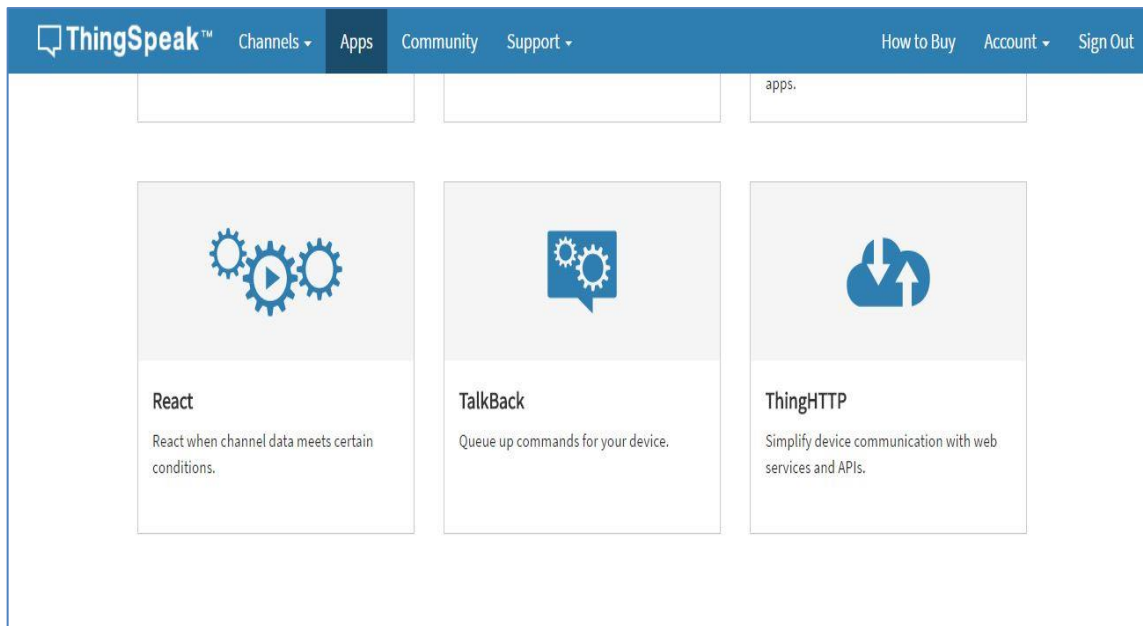 ThingSpeak™ Channels Apps Community Support How to Buy Account Sign Out
apps.
React
React when channel data meets certain
conditions.
TalkBack
Queue up commands for your device.
ThingHTTP
Simplify device communication with web
services and APIs.